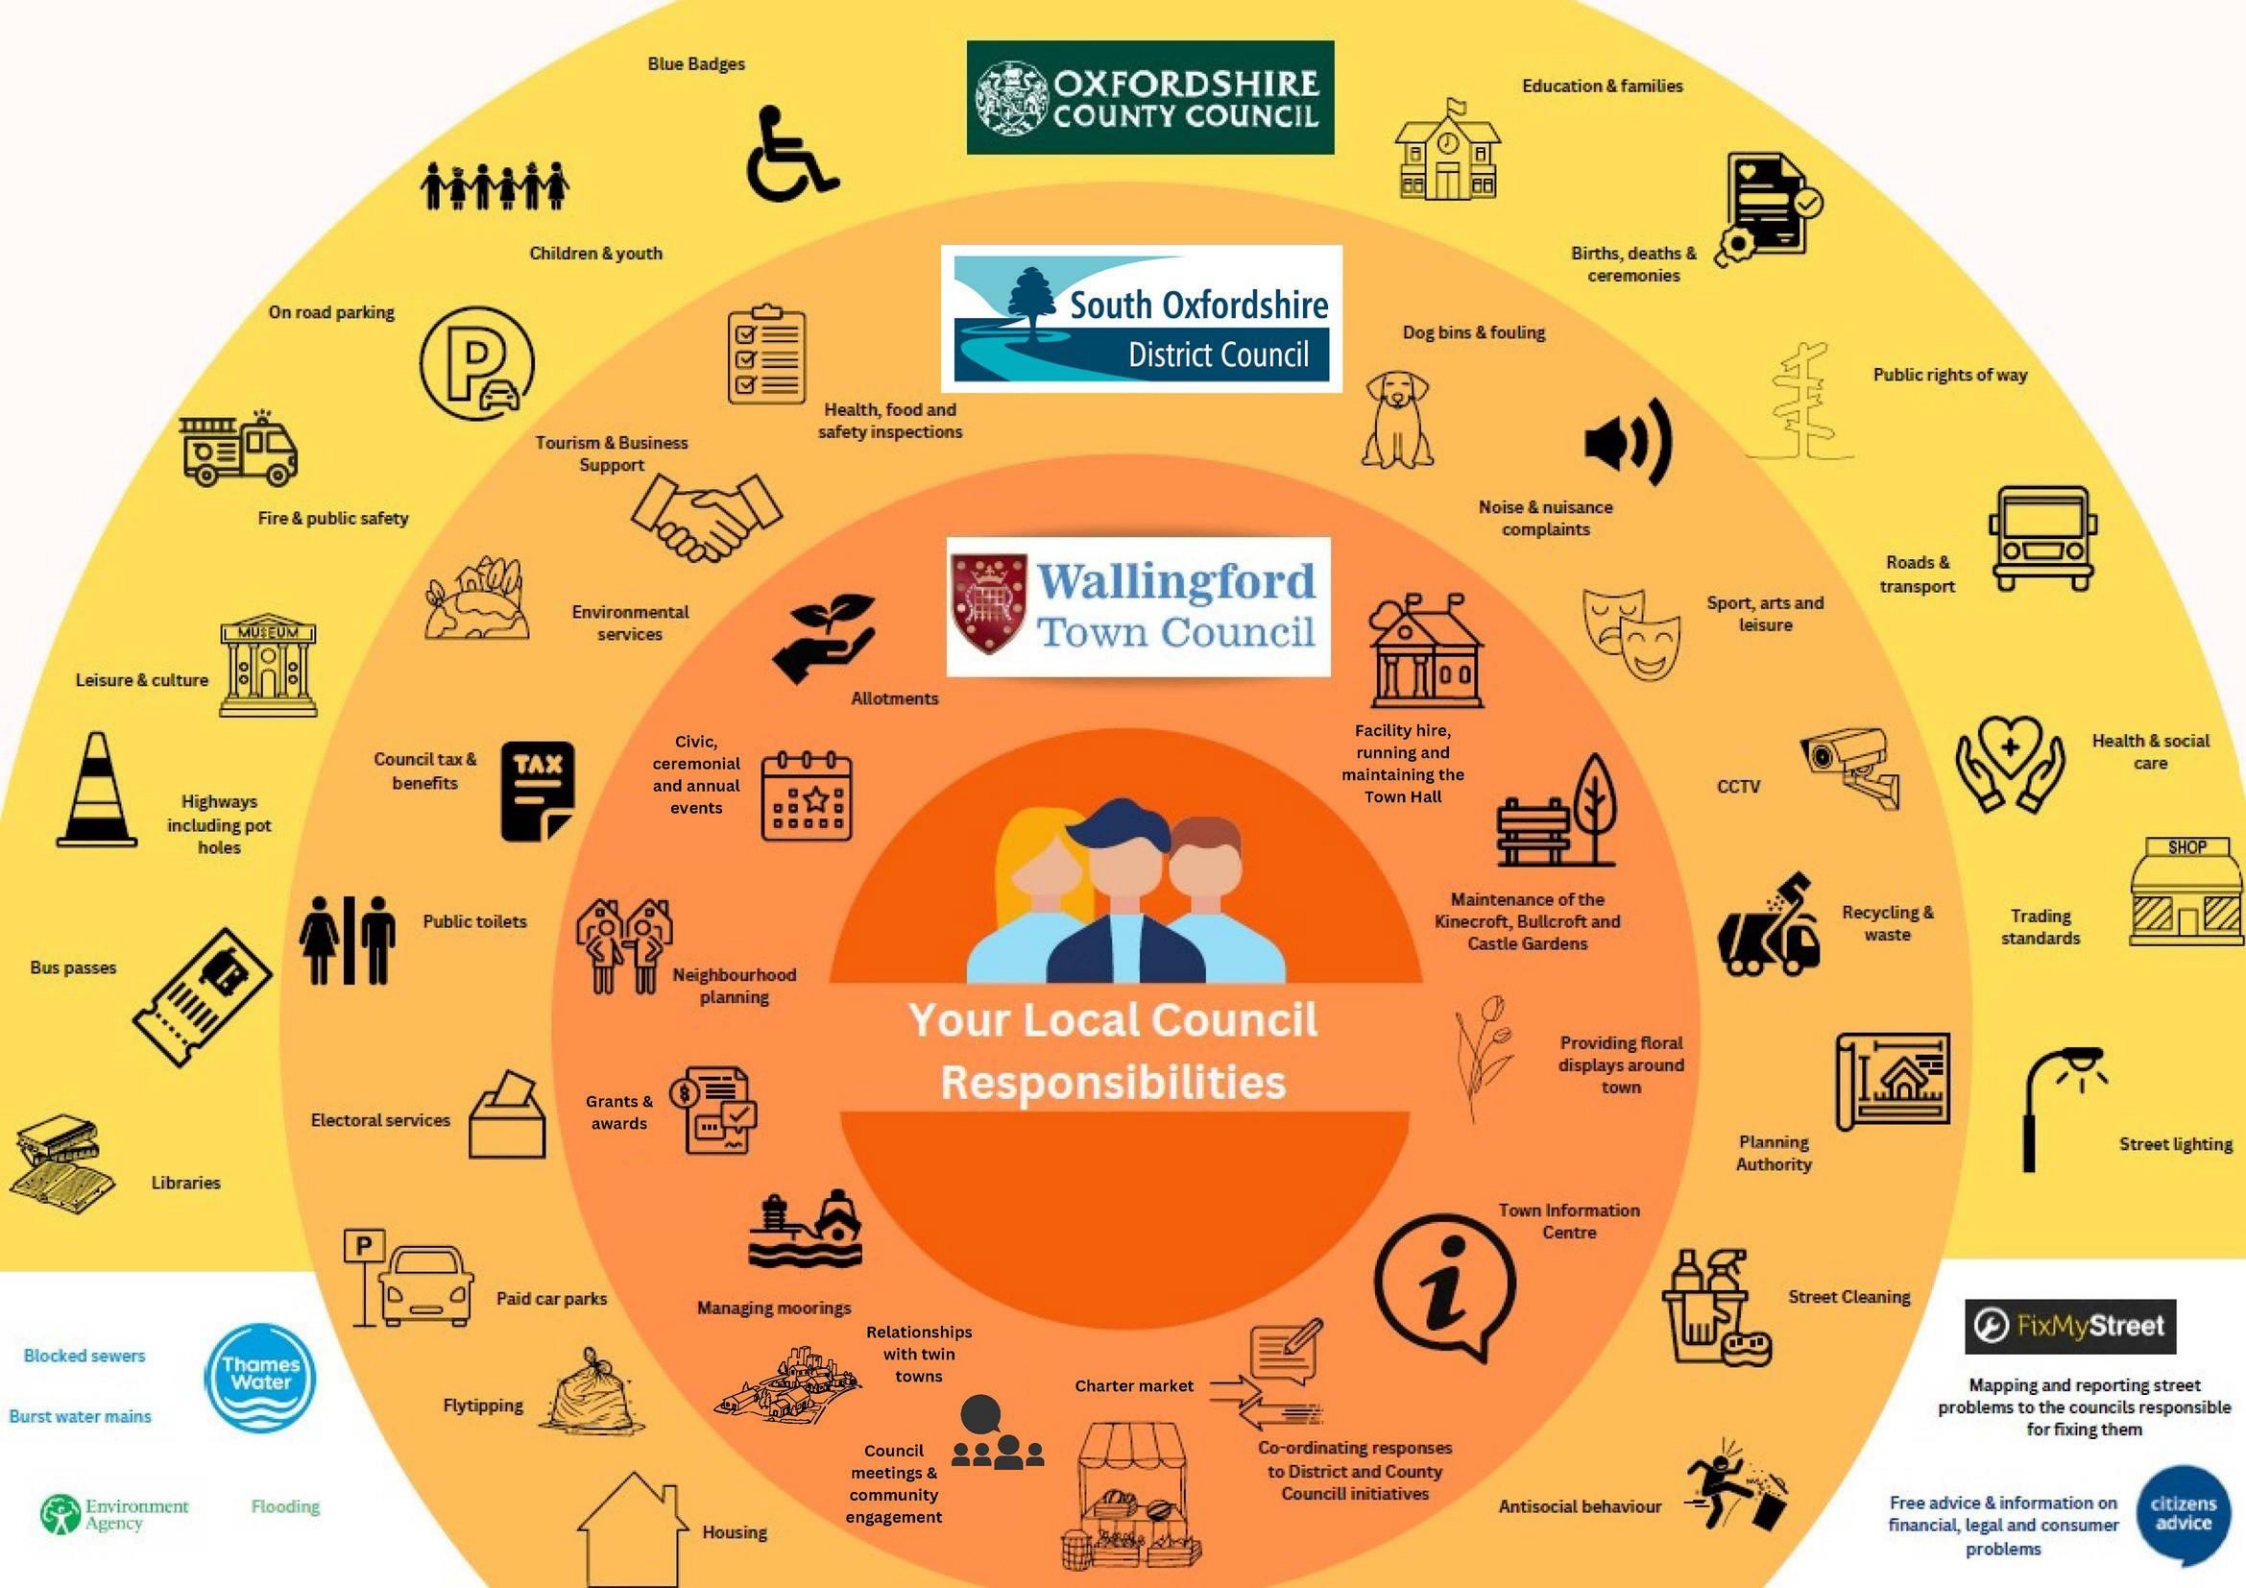 OXFORDSHIRE
COUNTY COUNCIL
Blue Badges
Education & families
Children & youth
Births, deaths &
ceremonies
On road parking
Public rights of way
Fire & public safety
Roads &
transport
MUSEUM
Leisure & culture
Health & social
care
Highways
including pot
holes
SHOP
Trading
standards
Bus passes
Street lighting
Libraries
South Oxfordshire
District Council
Health, food and
safety inspections
Dog bins & fouling
Tourism & Business
Support
Noise & nuisance
complaints
Environmental
services
Sport, arts and
leisure
Council tax &
benefits
TAX
CCTV
Public toilets
Recycling &
waste
Electoral services
Planning
Authority
P
P
Paid car parks
Street Cleaning
Flytipping
Antisocial behaviour
Housing
Wallingford
Town Council
Allotments
Facility hire,
running and
maintaining the
Town Hall
Civic,
ceremonial
and annual
events
Maintenance of the
Kinecroft, Bullcroft and
Castle Gardens
Neighbourhood
planning
Providing floral
displays around
town
Grants &
awards
$
Town Information
Centre
i
Managing moorings
Relationships
with twin
towns
Charter market
Council
meetings &
community
engagement
Co-ordinating responses
to District and County
Councill initiatives
Your Local Council
Responsibilities
Blocked sewers
Burst water mains
Thames
Water
Environment
Agency
Flooding
FixMyStreet
Mapping and reporting street
problems to the councils responsible
for fixing them
Free advice & information on
financial, legal and consumer
problems
citizens
advice